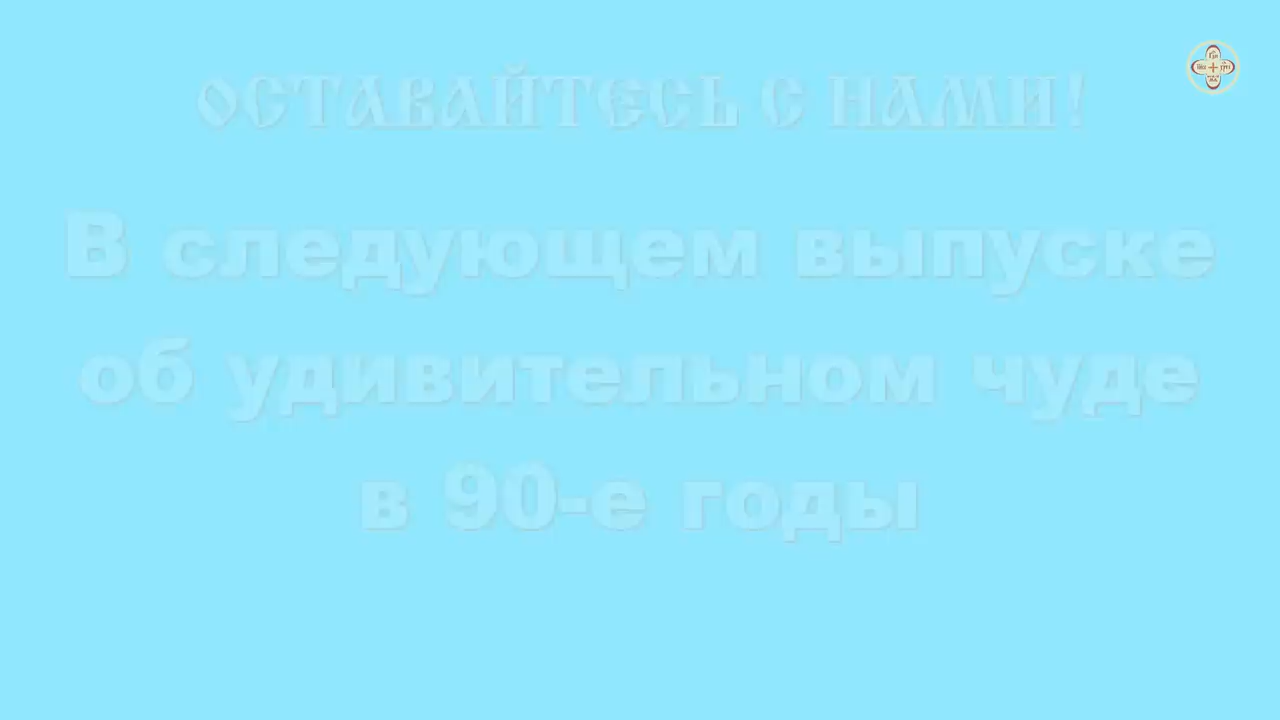 ОСТАВАЙТЕСЬ С НАМИ!
В следующем выпуске
об удивительном чуде
в 90-е годы